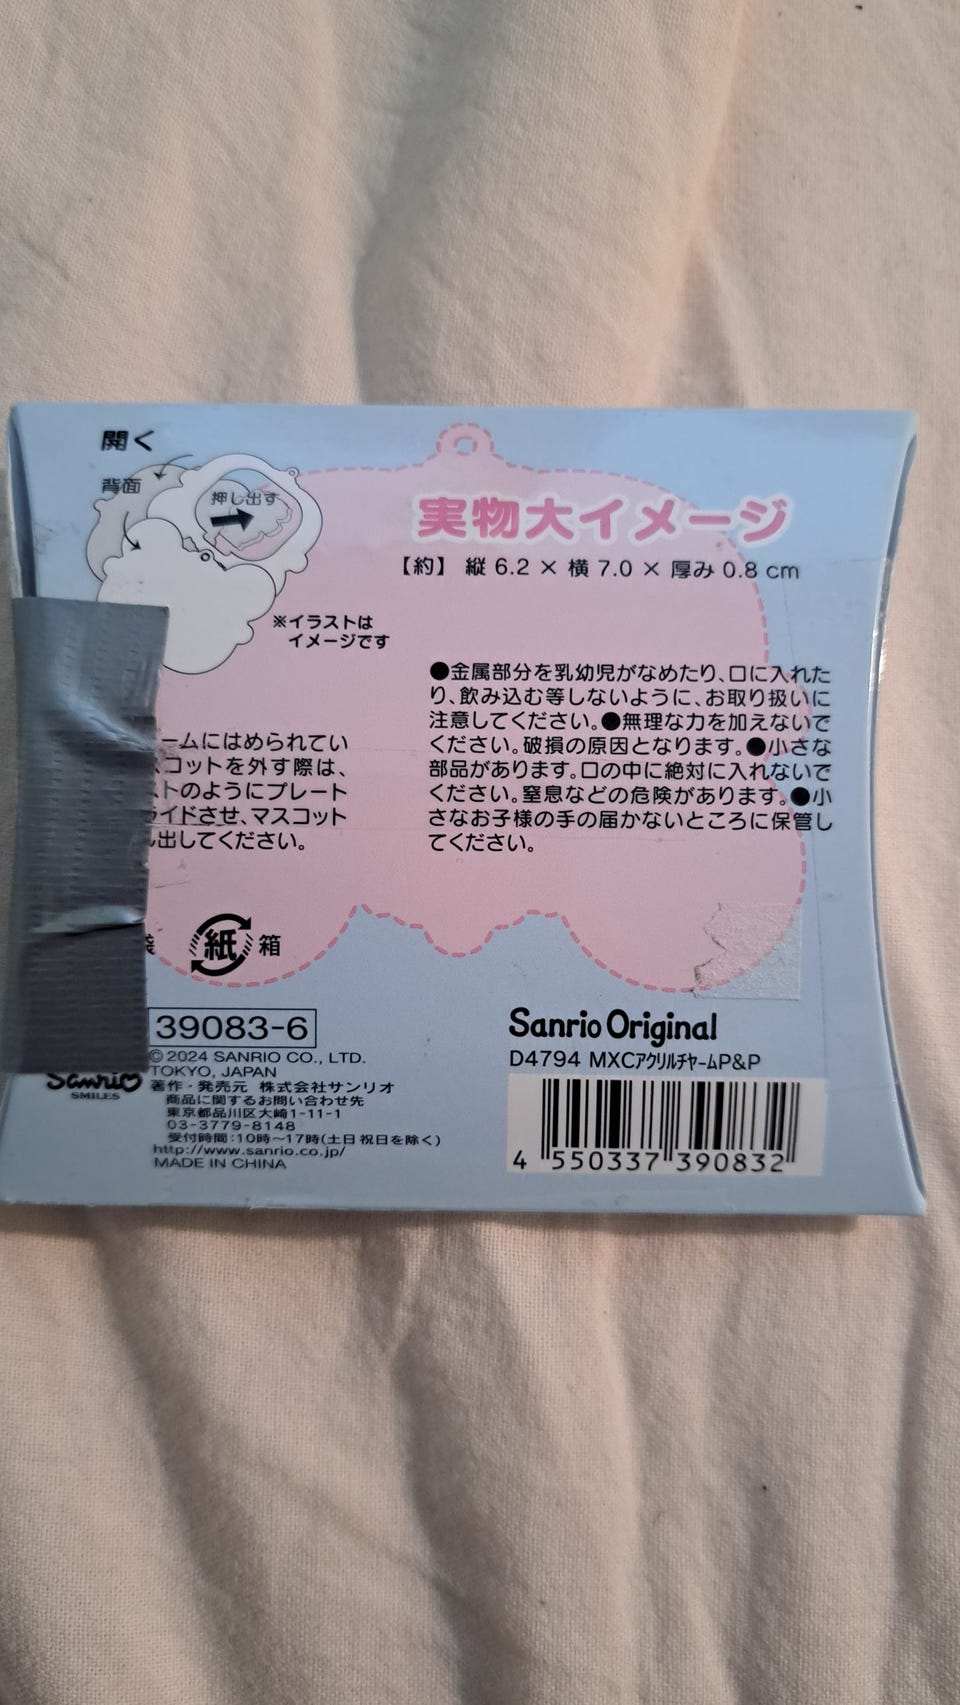 開く
背面
押し出す
実物大イメージ
【約】 縦 6.2 × 横 7.0 × 厚み 0.8 cm
※イラストは
イメージです
●金属部分を乳幼児がなめたり、口に入れた
り、飲み込む等しないように、お取り扱いに
注意してください。●無理な力を加えないで
ください。破損の原因となります。●小さな
部品があります。口の中に絶対に入れないで
ください。窒息などの危険があります。●小
さなお子様の手の届かないところに保管し
てください。
ームにはめられてい
スコットを外す際は、
ストのようにプレート
ライドさせ、マスコット
し出してください。
袋 紙 箱
39083-6
© 2024 SANRIO CO., LTD.
TOKYO, JAPAN
Sanrio
SMILES
著作・発売元 株式会社サンリオ
商品に関するお問い合わせ先
東京都品川区大崎1-11-1
03-3779-8148
受付時間:10時~17時(土日祝日を除く)
http://www.sanrio.co.jp/
MADE IN CHINA
Sanrio Original
D4794 MXCアクリルチャームP&P
4 550337 390832